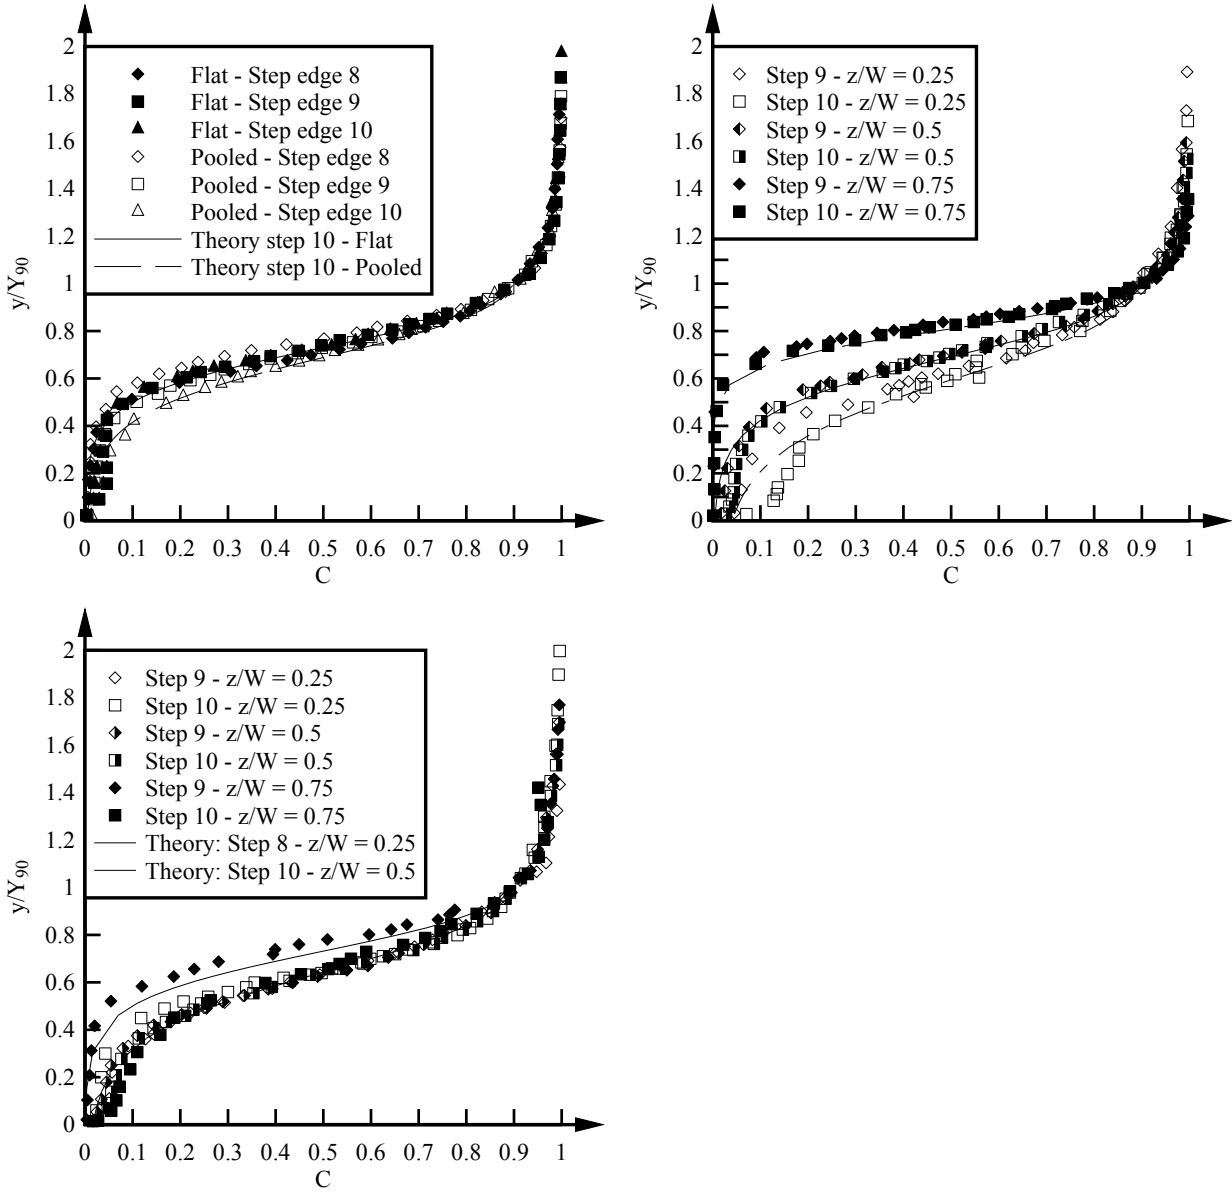 2
1.8
1.6
1.4
1.2
1
0.8
0.6
0.4
0.2
0
y/Y90
Flat - Step edge 8
Flat - Step edge 9
Flat - Step edge 10
Pooled - Step edge 8
Pooled - Step edge 9
Pooled - Step edge 10
Theory step 10 - Flat
Theory step 10 - Pooled
0 0.1 0.2 0.3 0.4 0.5 0.6 0.7 0.8 0.9 1
C
2
1.8
1.6
1.4
1.2
1
0.8
0.6
0.4
0.2
0
y/Y90
Step 9 - z/W = 0.25
Step 10 - z/W = 0.25
Step 9 - z/W = 0.5
Step 10 - z/W = 0.5
Step 9 - z/W = 0.75
Step 10 - z/W = 0.75
0 0.1 0.2 0.3 0.4 0.5 0.6 0.7 0.8 0.9 1
C
2
1.8
1.6
1.4
1.2
1
0.8
0.6
0.4
0.2
0
y/Y90
Step 9 - z/W = 0.25
Step 10 - z/W = 0.25
Step 9 - z/W = 0.5
Step 10 - z/W = 0.5
Step 9 - z/W = 0.75
Step 10 - z/W = 0.75
Theory: Step 8 - z/W = 0.25
Theory: Step 10 - z/W = 0.5
0 0.1 0.2 0.3 0.4 0.5 0.6 0.7 0.8 0.9 1
C